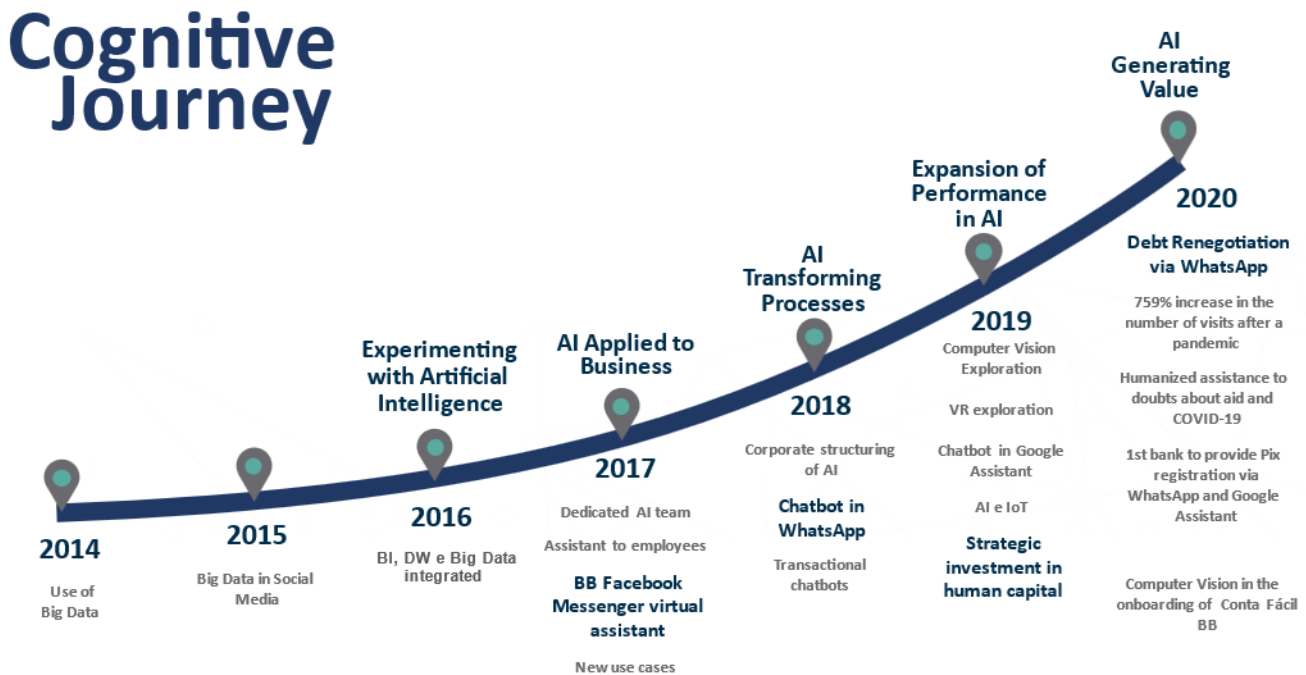 Cognitive
Journey
2014
Use of
Big Data
2015
Big Data in Social
Media
Experimenting
with Artificial
Intelligence
2016
BI, DW e Big Data
integrated
AI Applied to
Business
2017
Dedicated AI team
Assistant to employees
BB Facebook
Messenger virtual
assistant
New use cases
AI
Transforming
Processes
2018
Corporate structuring
of AI
Chatbot in
WhatsApp
Transactional
chatbots
Expansion of
Performance
in AI
2019
Computer Vision
Exploration
VR exploration
Chatbot in Google
Assistant
AI e IoT
Strategic
investment in
human capital
AI
Generating
Value
2020
Debt Renegotiation
via WhatsApp
759% increase in the
number of visits after a
pandemic
Humanized assistance to
doubts about aid and
COVID-19
1st bank to provide Pix
registration via
WhatsApp and Google
Assistant
Computer Vision in the
onboarding of Conta Fácil
BB